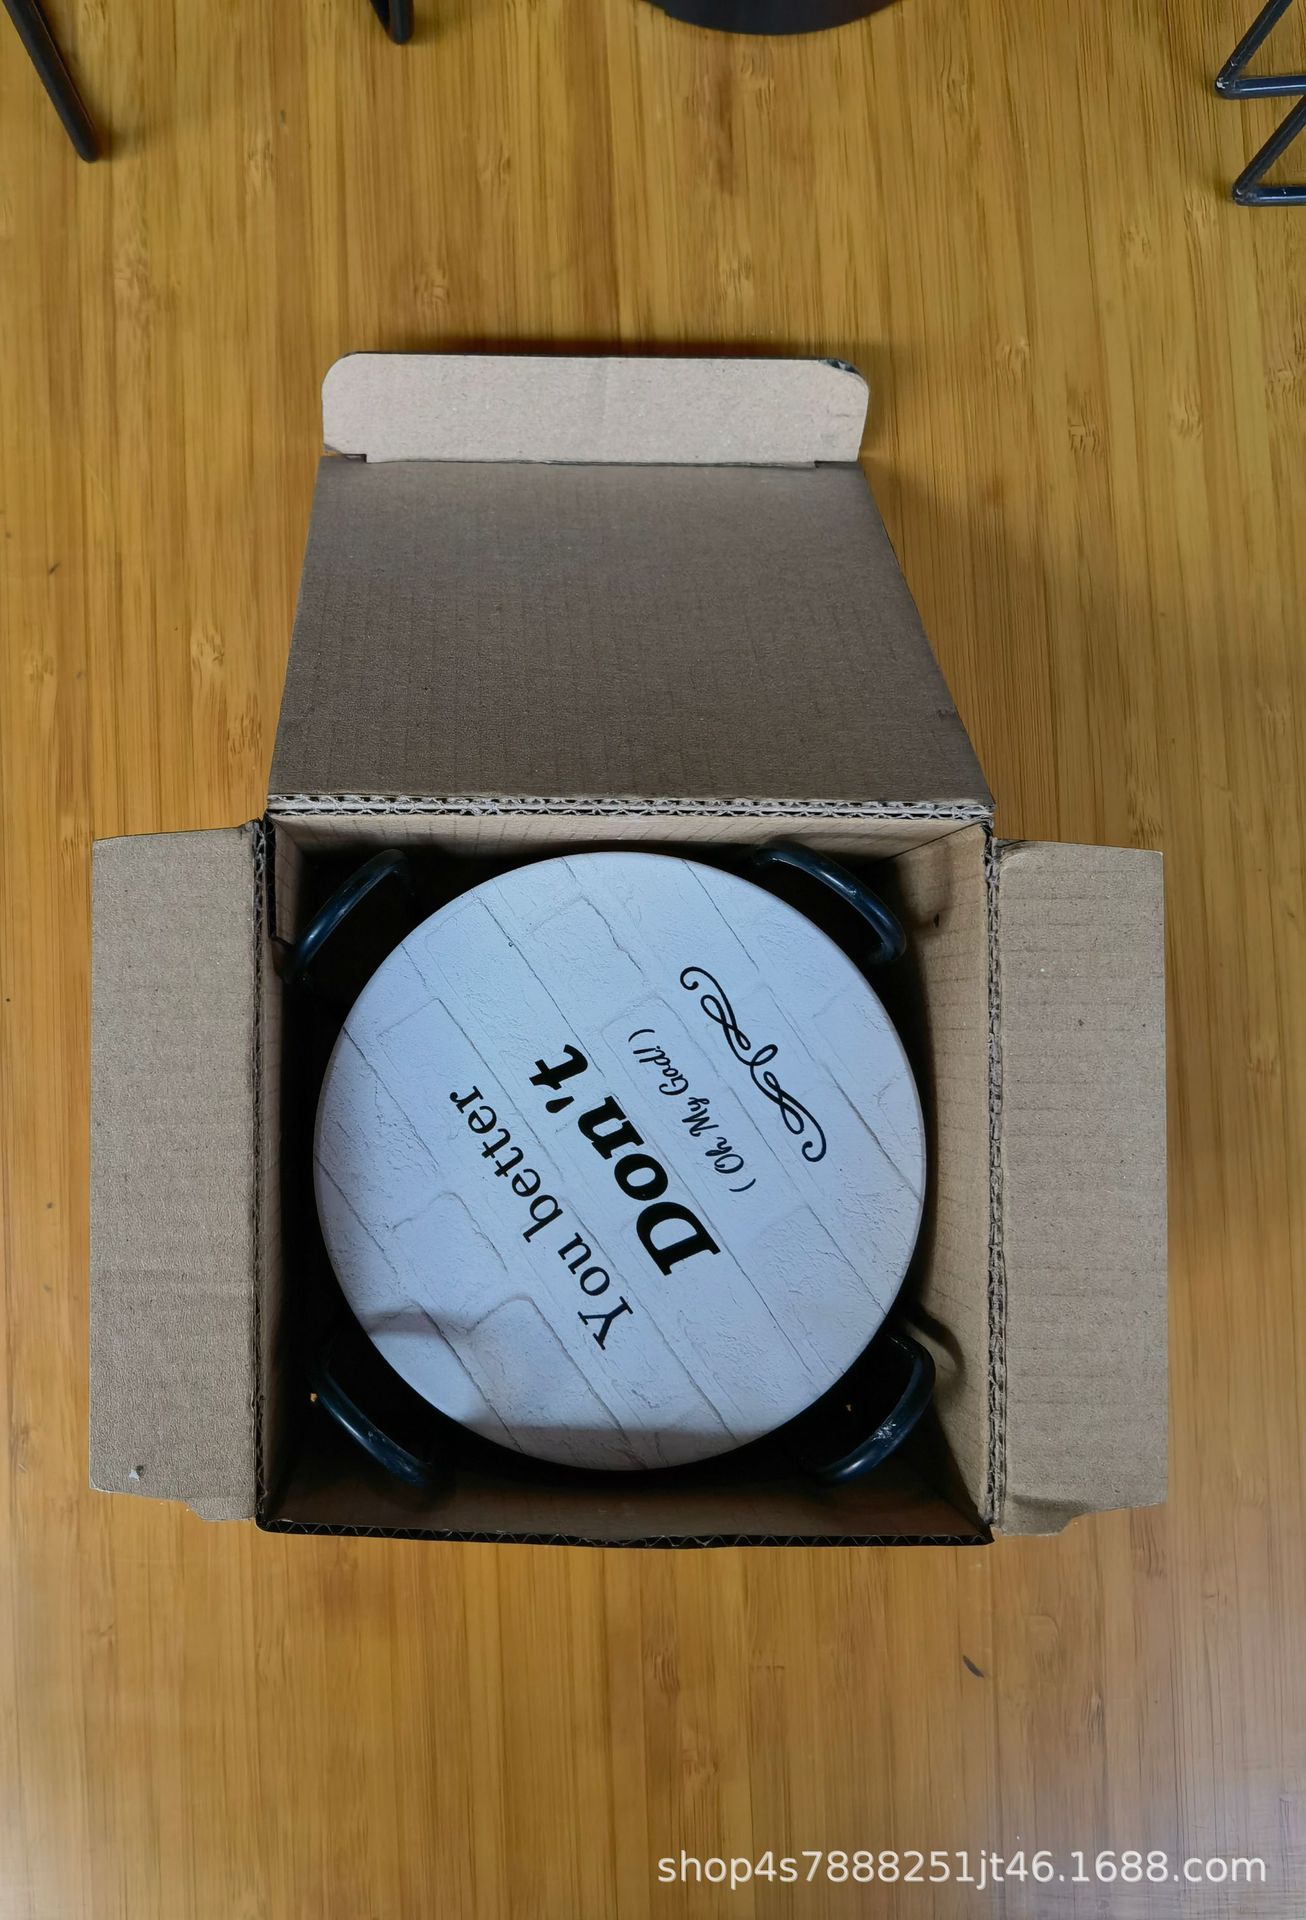 You better
Don't
( Oh My God! )
shop4s7888251jt46.1688.com